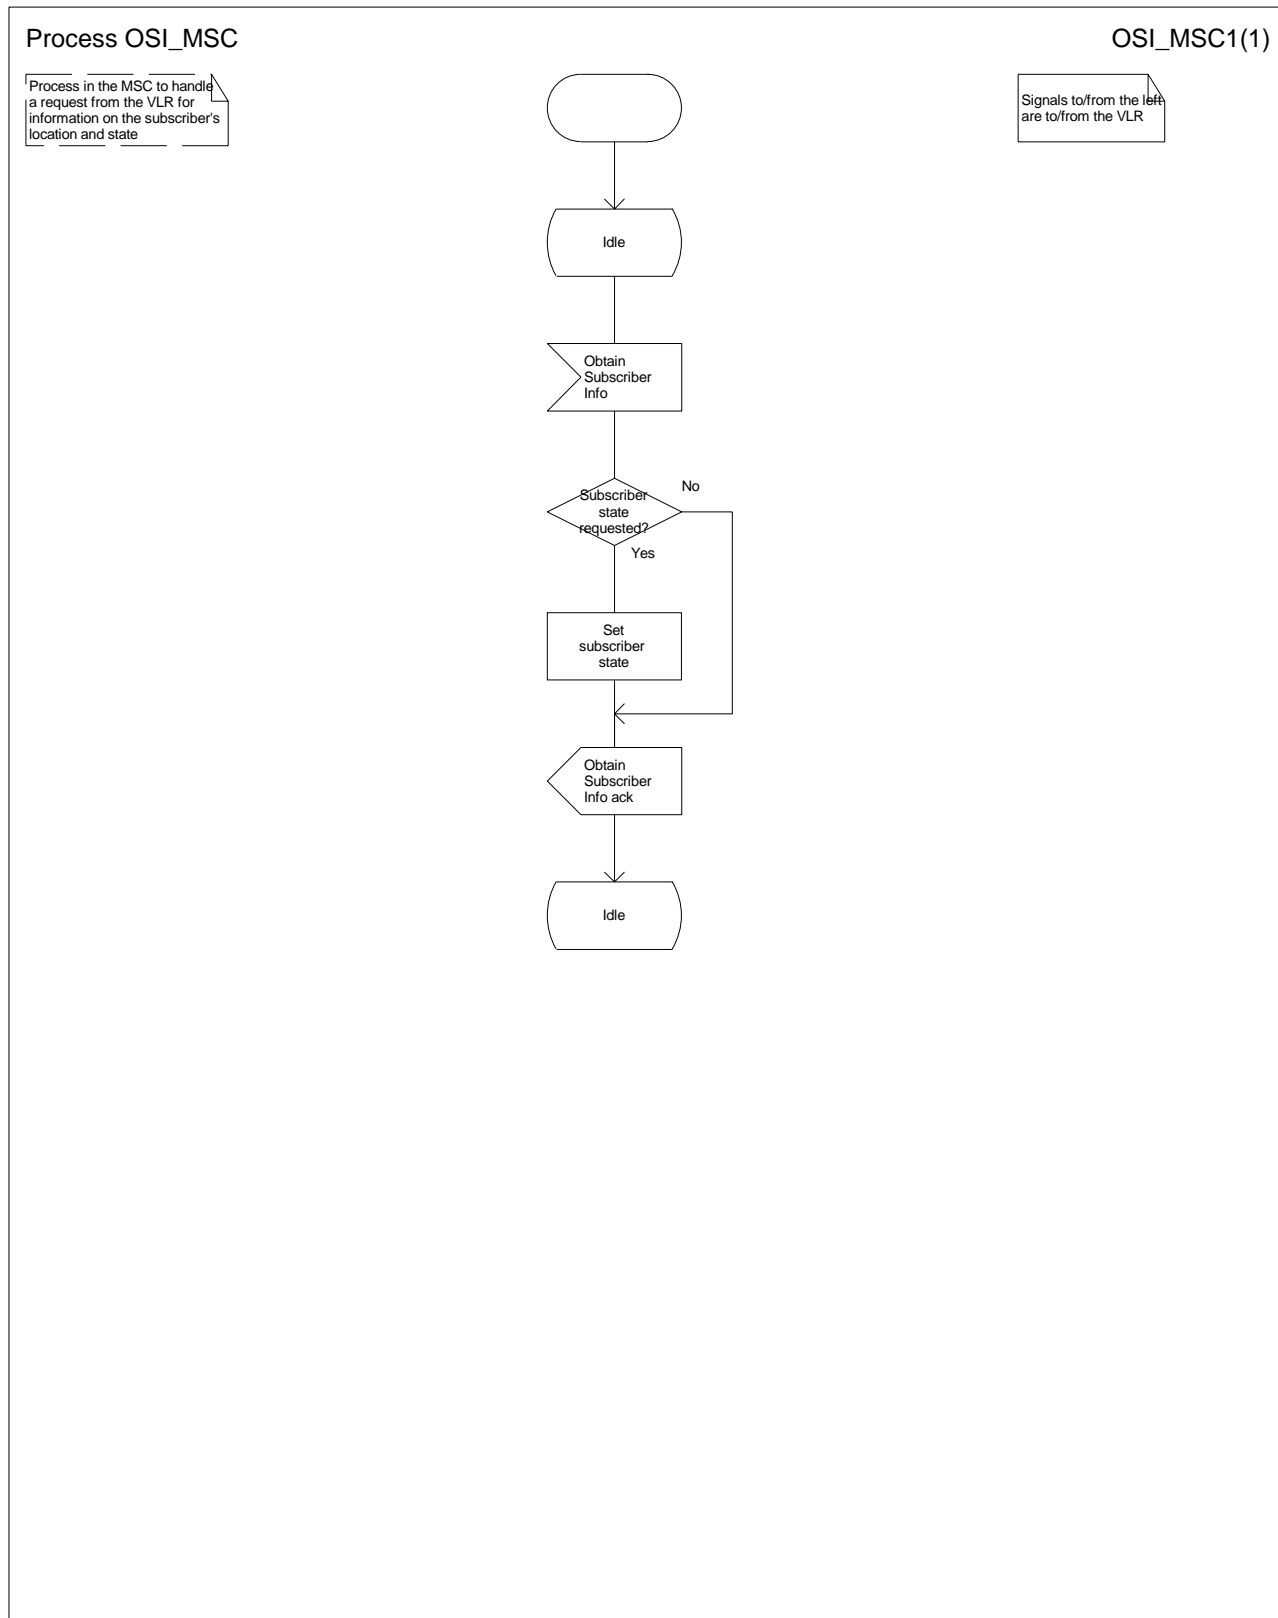 Process OSI_MSC
OSI_MSC1(1)
Process in the MSC to handle
a request from the VLR for
information on the subscriber's
location and state
Signals to/from the left
are to/from the VLR
Idle
Obtain
Subscriber
Info
Subscriber
state
requested?
No
Yes
Set
subscriber
state
Obtain
Subscriber
Info ack
Idle